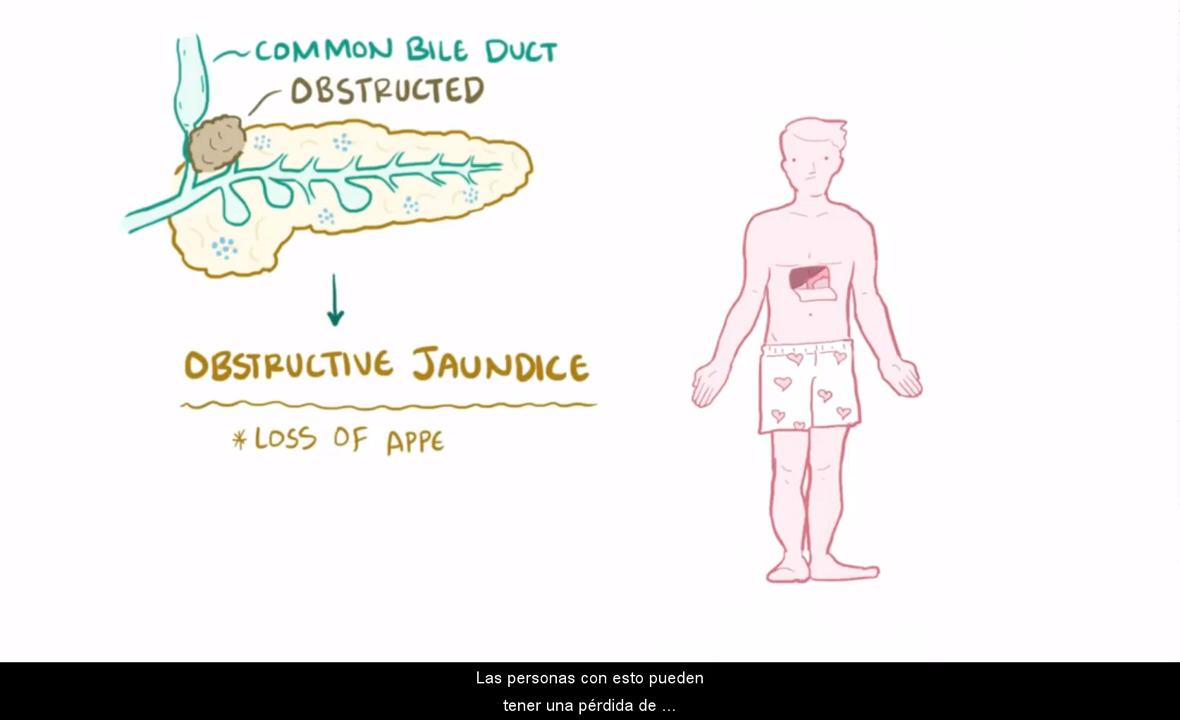 COMMON BILE DUCT
OBSTRUCTED
OBSTRUCTIVE JAUNDICE
* LOSS OF APPE
Las personas con esto pueden
tener una pérdida de ...